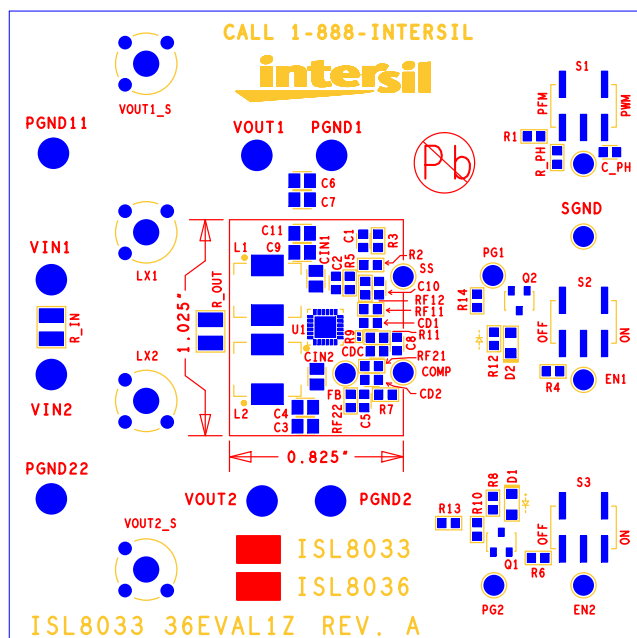 CALL 1-888-INTERSIL
intersil
VOUT1_S
S1
PFM
PWM
R1
R_PH
C_PH
PGND11
VOUT1
PGND1
Pb
C6
C7
SGND
VIN1
LX1
C11
C9
CIN1
L1
C1
R3
R2
R5
C2
SS
C10
RF12
RF11
CD1
R11
R9
CDC
C8
RF21
COMP
CD2
R7
C5
RF22
FB
CIN2
U1
R_OUT
1.025"
R_IN
PG1
Q2
R14
R12
D2
S2
OFF
ON
R4
EN1
VIN2
LX2
L2
C4
C3
0.825"
PGND22
VOUT2_S
VOUT2
PGND2
R13
R10
R8
D1
Q1
PG2
S3
OFF
ON
R6
EN2
ISL8033
ISL8036
ISL8033 36EVAL1Z REV. A